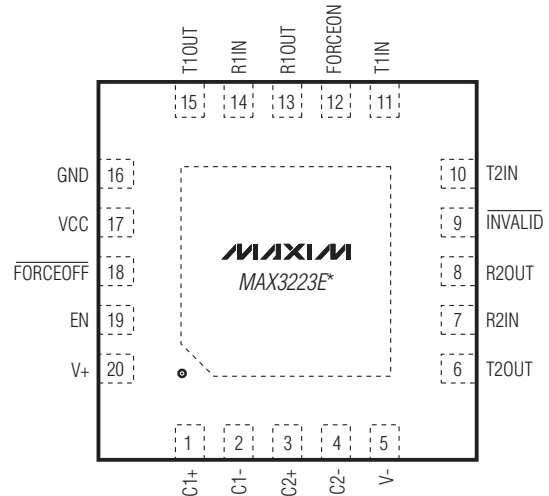 T1OUT
R1IN
R1OUT
FORCEON
T1IN
15 14 13 12 11
GND 16
VCC 17
FORCEOFF 18
EN 19
V+ 20
10 T2IN
9 INVALID
8 R2OUT
7 R2IN
6 T2OUT
MAXIM
MAX3223E*
1 2 3 4 5
C1+
C1-
C2+
C2-
V-